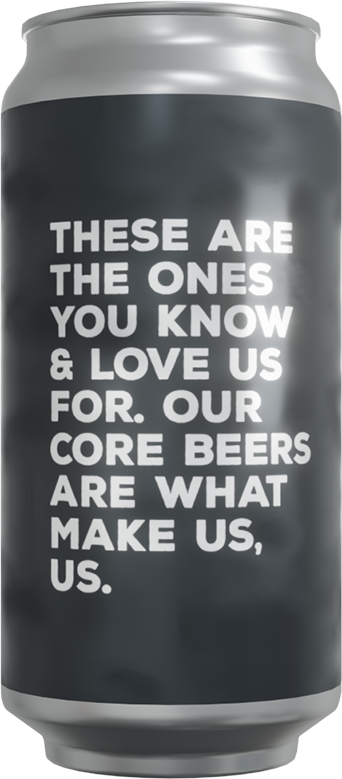 THESE ARE
THE ONES
YOU KNOW
& LOVE US
FOR. OUR
CORE BEERS
ARE WHAT
MAKE US,
US.